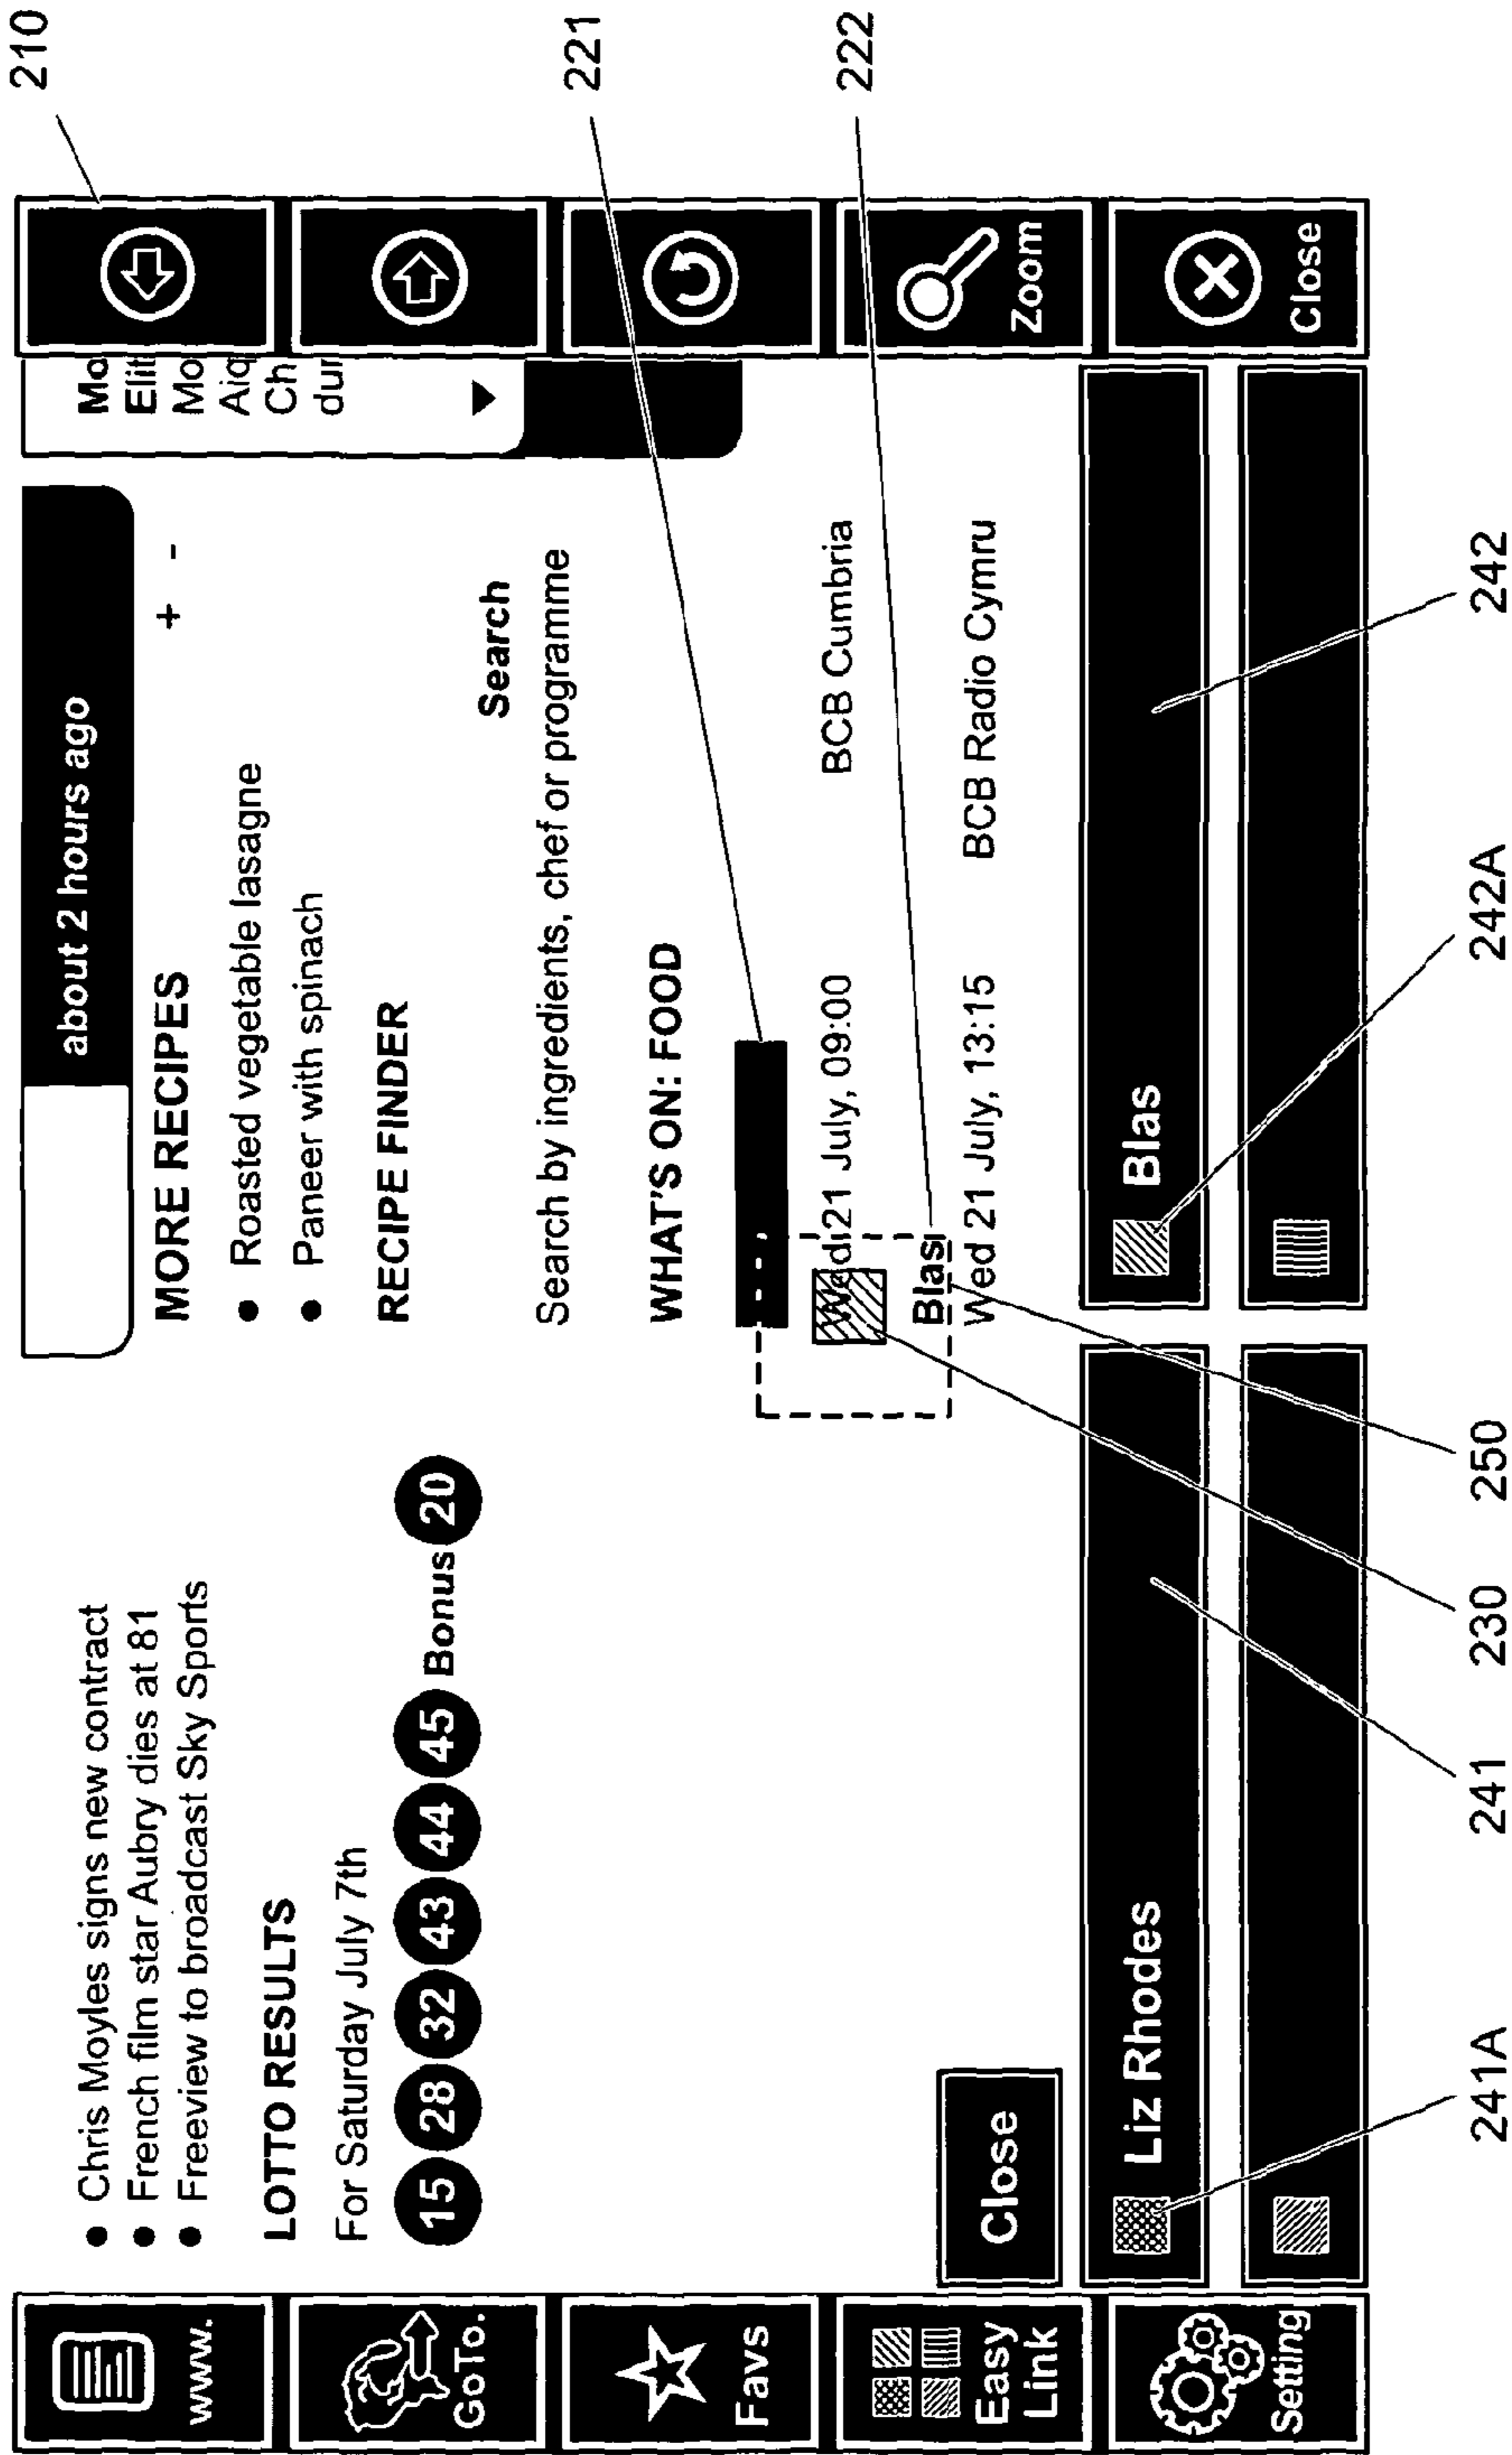 www.
GoTo.
Favs
Easy
Link
Setting
• Chris Moyles signs new contract
• French film star Aubry dies at 81
• Freeview to broadcast Sky Sports
LOTTO RESULTS
For Saturday July 7th
15 28 32 43 44 45 Bonus 20
Close
about 2 hours ago
MORE RECIPES
+ -
• Roasted vegetable lasagne
• Paneer with spinach
RECIPE FINDER
Search
Search by ingredients, chef or programme
WHAT'S ON: FOOD
Wed 21 July, 09:00 BCB Cumbria
Blas
Wed 21 July, 13:15 BCB Radio Cymru
Mo
Elit
Mo
Aiq
Ch
dur
Zoom
Close
Liz Rhodes
Blas
210
221
222
241A
241
230
250
242A
242